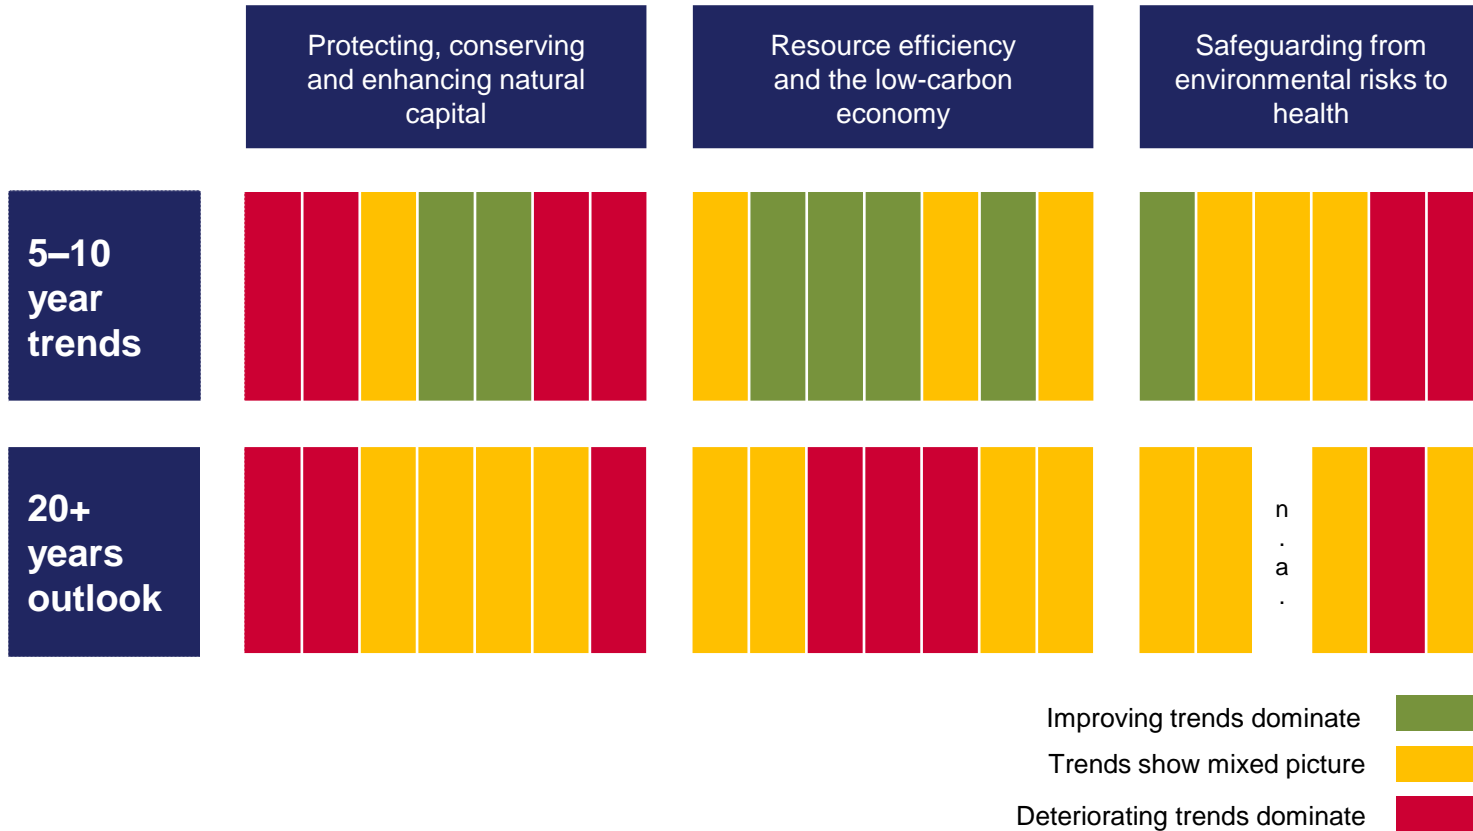 Protecting, conserving
and enhancing natural
capital
Resource efficiency
and the low-carbon
economy
Safeguarding from
environmental risks to
health
5–10
year
trends
20+
years
outlook
n
.
a
.
Improving trends dominate
Trends show mixed picture
Deteriorating trends dominate